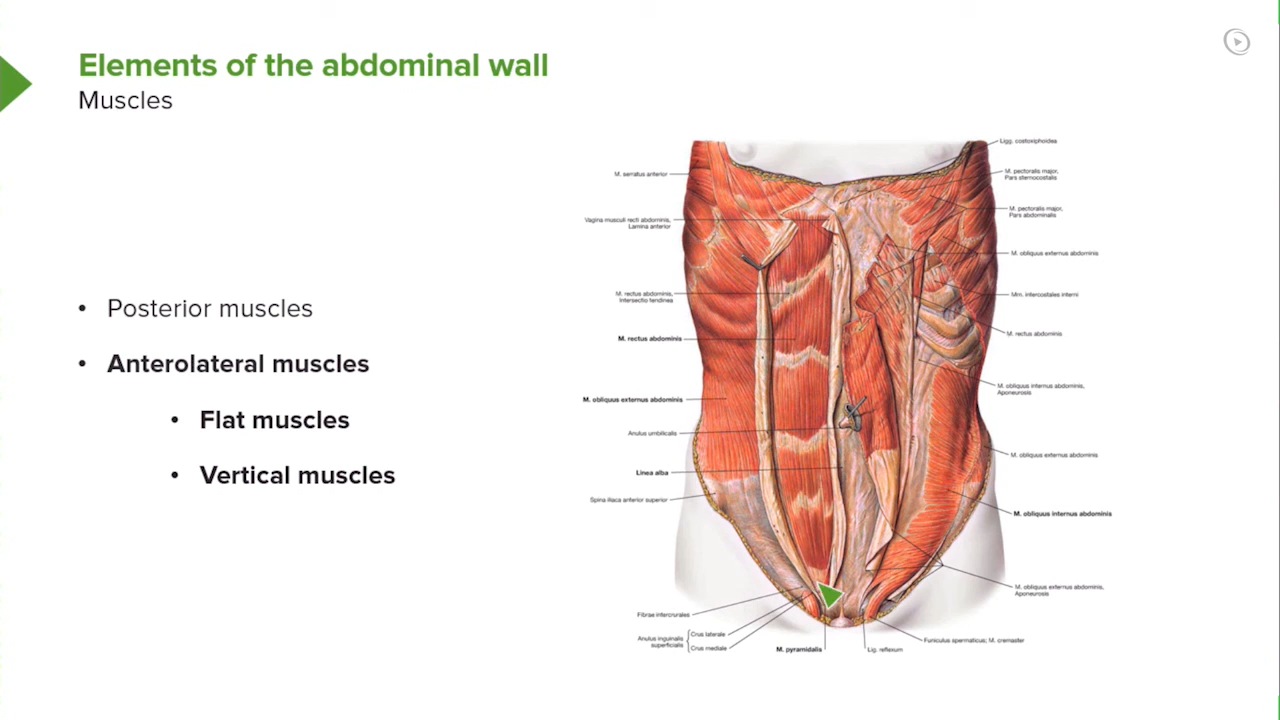 Elements of the abdominal wall
Muscles
• Posterior muscles
• Anterolateral muscles
• Flat muscles
• Vertical muscles
M. serratus anterior
Vagina musculi recti abdominis,
Lamina anterior
M. rectus abdominis,
Intersectio tendinea
M. rectus abdominis
M. obliquus externus abdominis
Anulus umbilicalis
Linea alba
Spina iliaca anterior superior
Fibrae intercrurales
Anulus inguinalis
superficialis
Crus laterale
Crus mediale
M. pyramidalis
Lig. reflexum
Ligg. costoxiphoidea
M. pectoralis major,
Pars sternocostalis
M. pectoralis major,
Pars abdominalis
M. obliquus externus abdominis
Mm. intercostales interni
M. rectus abdominis
M. obliquus internus abdominis,
Aponeurosis
M. obliquus externus abdominis
M. obliquus internus abdominis
M. obliquus externus abdominis,
Aponeurosis
Funiculus spermaticus; M. cremaster